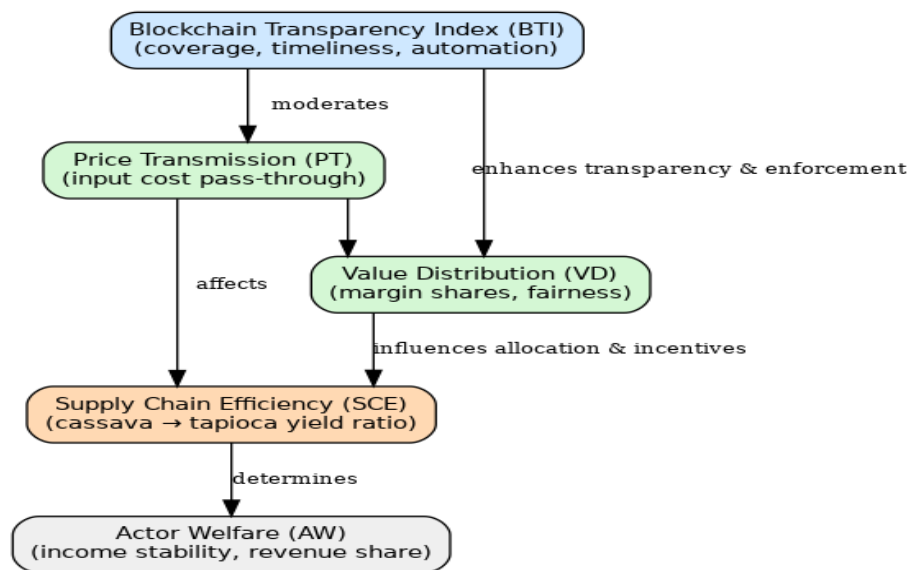 Blockchain Transparency Index (BTI)
(coverage, timeliness, automation)
moderates
Price Transmission (PT)
(input cost pass-through)
enhances transparency & enforcement
Value Distribution (VD)
(margin shares, fairness)
affects
influences allocation & incentives
Supply Chain Efficiency (SCE)
(cassava → tapioca yield ratio)
determines
Actor Welfare (AW)
(income stability, revenue share)